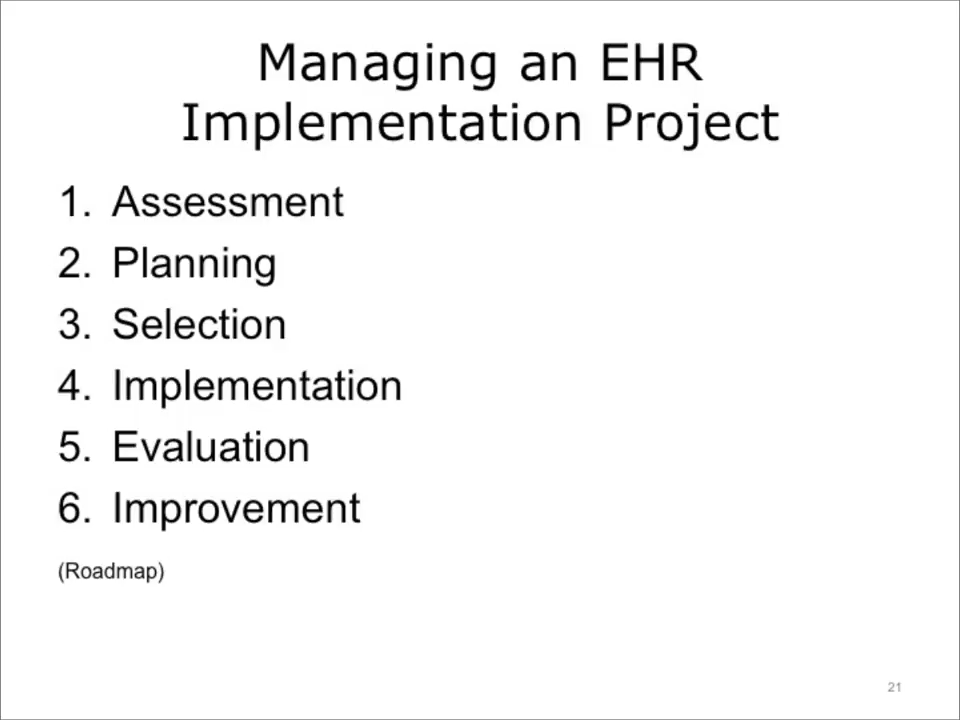 Managing an EHR
Implementation Project
1. Assessment
2. Planning
3. Selection
4. Implementation
5. Evaluation
6. Improvement
(Roadmap)
21